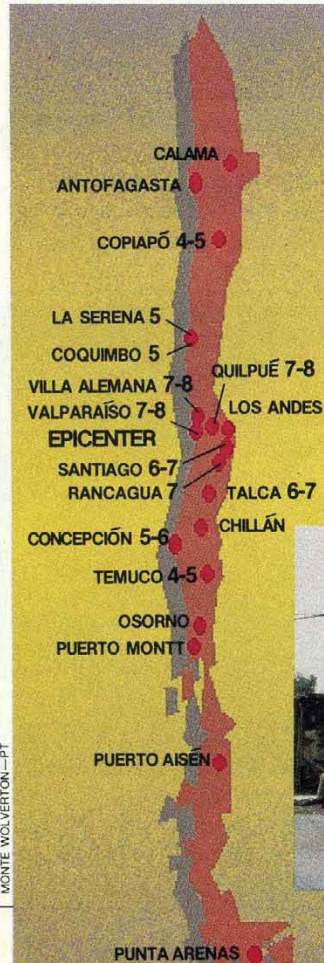 CALAMA
ANTOFAGASTA
COPIAPÓ 4-5
LA SERENA 5
COQUIMBO 5
QUILPUÉ 7-8
VILLA ALEMANA 7-8
VALPARAÍSO 7-8
LOS ANDES
EPICENTER
SANTIAGO 6-7
RANCAGUA 7
TALCA 6-7
CHILLÁN
CONCEPCIÓN 5-6
TEMUCO 4-5
OSORNO
PUERTO MONTT
PUERTO AISÉN
PUNTA ARENAS
MONTE WOLVERTON—PT